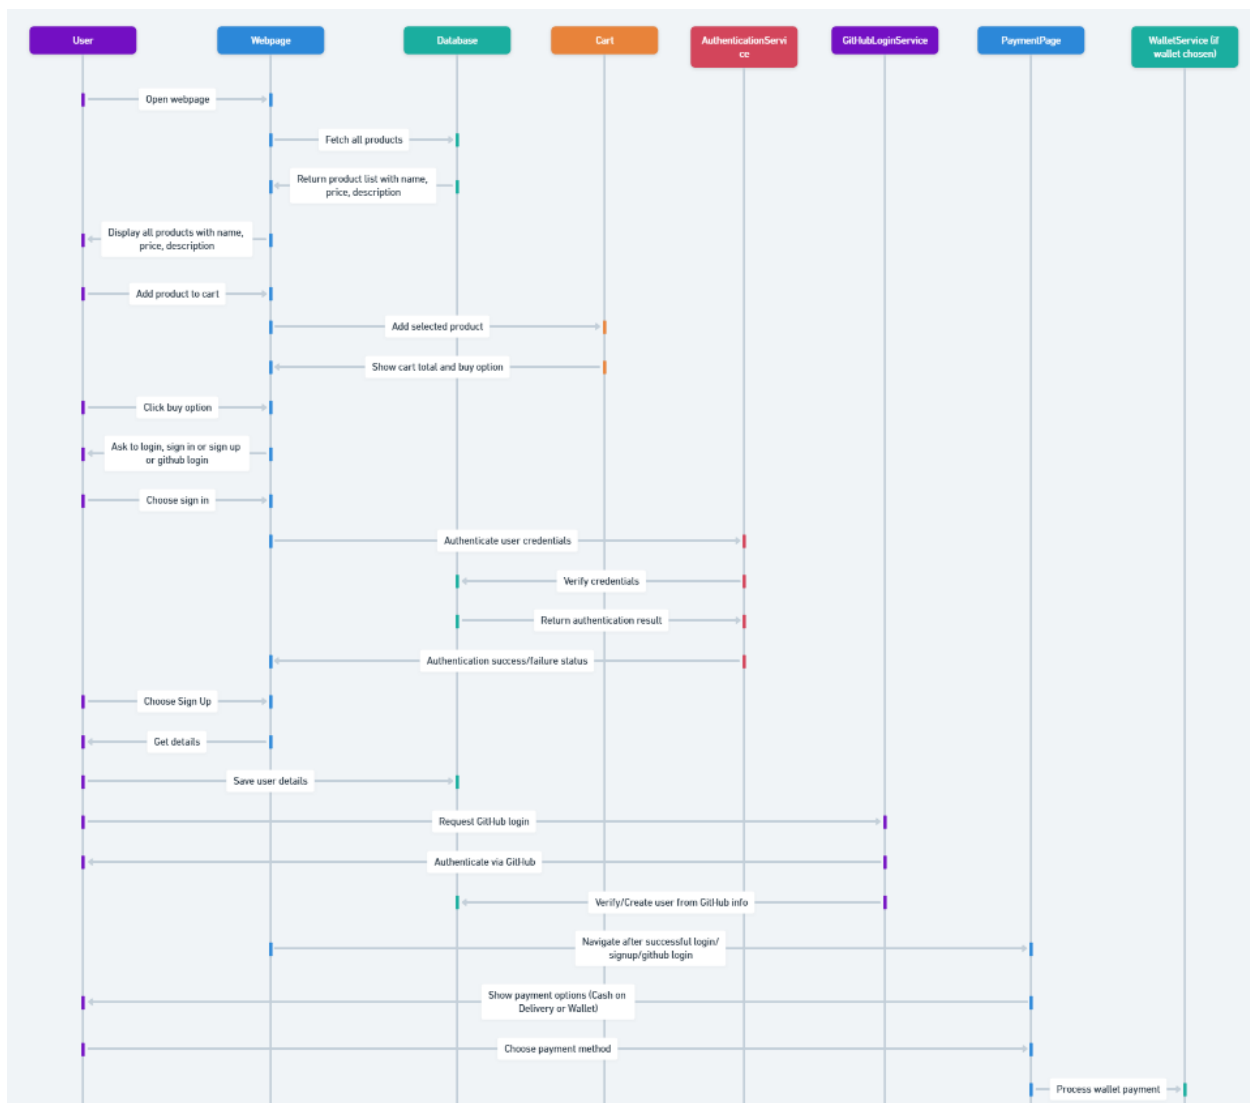 User
Webpage
Database
Cart
AuthenticationServi
ce
GitHubLoginService
PaymentPage
WalletService (if
wallet chosen)
Open webpage
Fetch all products
Return product list with name,
price, description
Display all products with name,
price, description
Add product to cart
Add selected product
Show cart total and buy option
Click buy option
Ask to login, sign in or sign up
or github login
Choose sign in
Authenticate user credentials
Verify credentials
Return authentication result
Authentication success/failure status
Choose Sign Up
Get details
Save user details
Request GitHub login
Authenticate via GitHub
Verify/Create user from GitHub info
Navigate after successful login/
signup/github login
Show payment options (Cash on
Delivery or Wallet)
Choose payment method
Process wallet payment